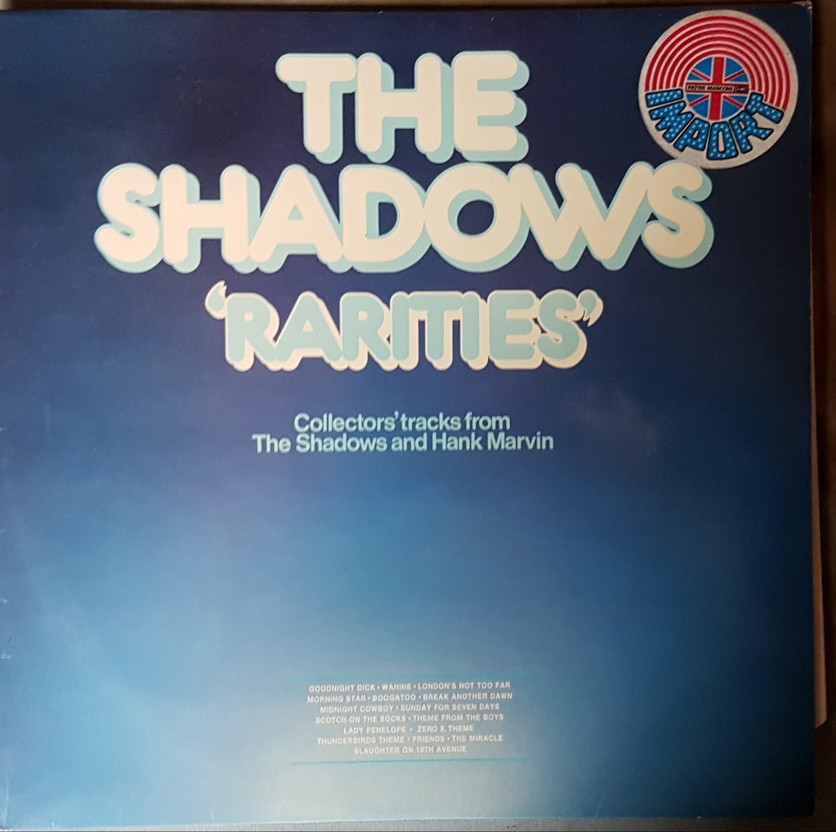 THE
SHADOWS
'RARITIES'
IMPORT
Collectors' tracks from
The Shadows and Hank Marvin
GOODNIGHT DICK • WAHINE • LONDON'S NOT TOO FAR
MORNING STAR • BOOGATOO • BREAK ANOTHER DAWN
MIDNIGHT COWBOY • SUNDAY FOR SEVEN DAYS
SCOTCH ON THE SOCKS • THEME FROM THE BOYS
LADY PENELOPE • ZERO X. THEME
THUNDERBIRDS THEME • FRIENDS • THE MIRACLE
SLAUGHTER ON 10TH AVENUE